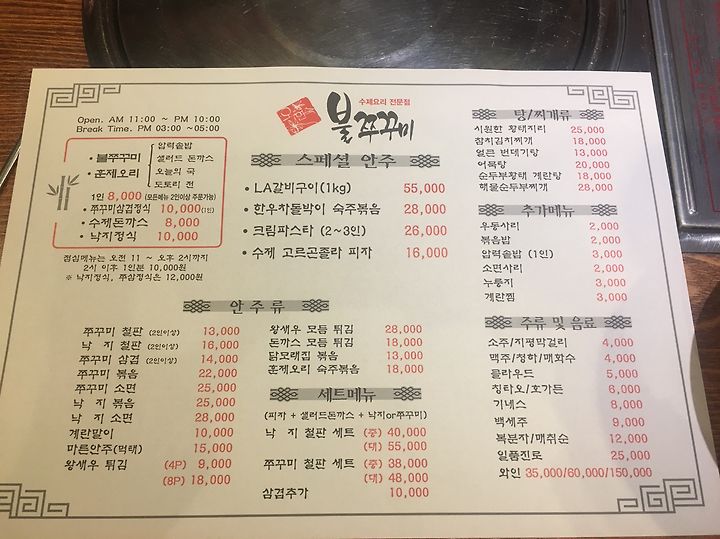 Open. AM 11:00 ~ PM 10:00
Break Time. PM 03:00 ~05:00
수제요리 전문점
불쭈꾸미
• 불쭈꾸미
• 훈제오리
압력솥밥
샐러드 돈까스
오늘의 국
도토리 전
1인 8,000 (모든메뉴 2인이상 주문가능)
• 쭈꾸미삼겹정식 10,000(1인)
• 수제돈까스 8,000
• 낙지정식 10,000
점심메뉴는 오전 11 ~ 오후 2시까지
2시 이후 1인분 10,000원
※ 낙지정식, 쭈삼정식은 12,000원
스페셜 안주
• LA갈비구이(1kg) 55,000
• 한우차돌박이 숙주볶음 28,000
• 크림파스타 (2~3인) 26,000
• 수제 고르곤졸라 피자 16,000
탕/찌개류
시원한 황태지리 25,000
참치김치찌개 18,000
얼큰 번데기탕 13,000
어묵탕 20,000
순두부황태 계란탕 18,000
해물순두부찌개 28,000
추가메뉴
우동사리 2,000
볶음밥 2,000
압력솥밥 (1인) 3,000
소면사리 2,000
누룽지 3,000
계란찜 3,000
안주류
쭈꾸미 철판 (2인이상) 13,000
낙 지 철판 (2인이상) 16,000
쭈꾸미 삼겹 (2인이상) 14,000
쭈꾸미 볶음 22,000
쭈꾸미 소면 25,000
낙 지 볶음 25,000
낙 지 소면 28,000
계란말이 10,000
마른안주(먹태) 15,000
왕새우 튀김 (4P) 9,000
(8P) 18,000
왕새우 모듬 튀김 28,000
돈까스 모듬 튀김 18,000
닭모래집 볶음 13,000
훈제오리 숙주볶음 18,000
세트메뉴
(피자 + 샐러드돈까스 + 낙지or쭈꾸미)
낙 지 철판 세트 (중) 40,000
(대) 55,000
쭈꾸미 철판 세트 (중) 38,000
(대) 48,000
삼겹추가 10,000
주류 및 음료
소주/지평막걸리 4,000
맥주/청하/매화수 4,000
클라우드 5,000
칭타오/호가든 6,000
기네스 8,000
백세주 9,000
복분자/매취순 12,000
일품진로 25,000
와인 35,000/60,000/150,000